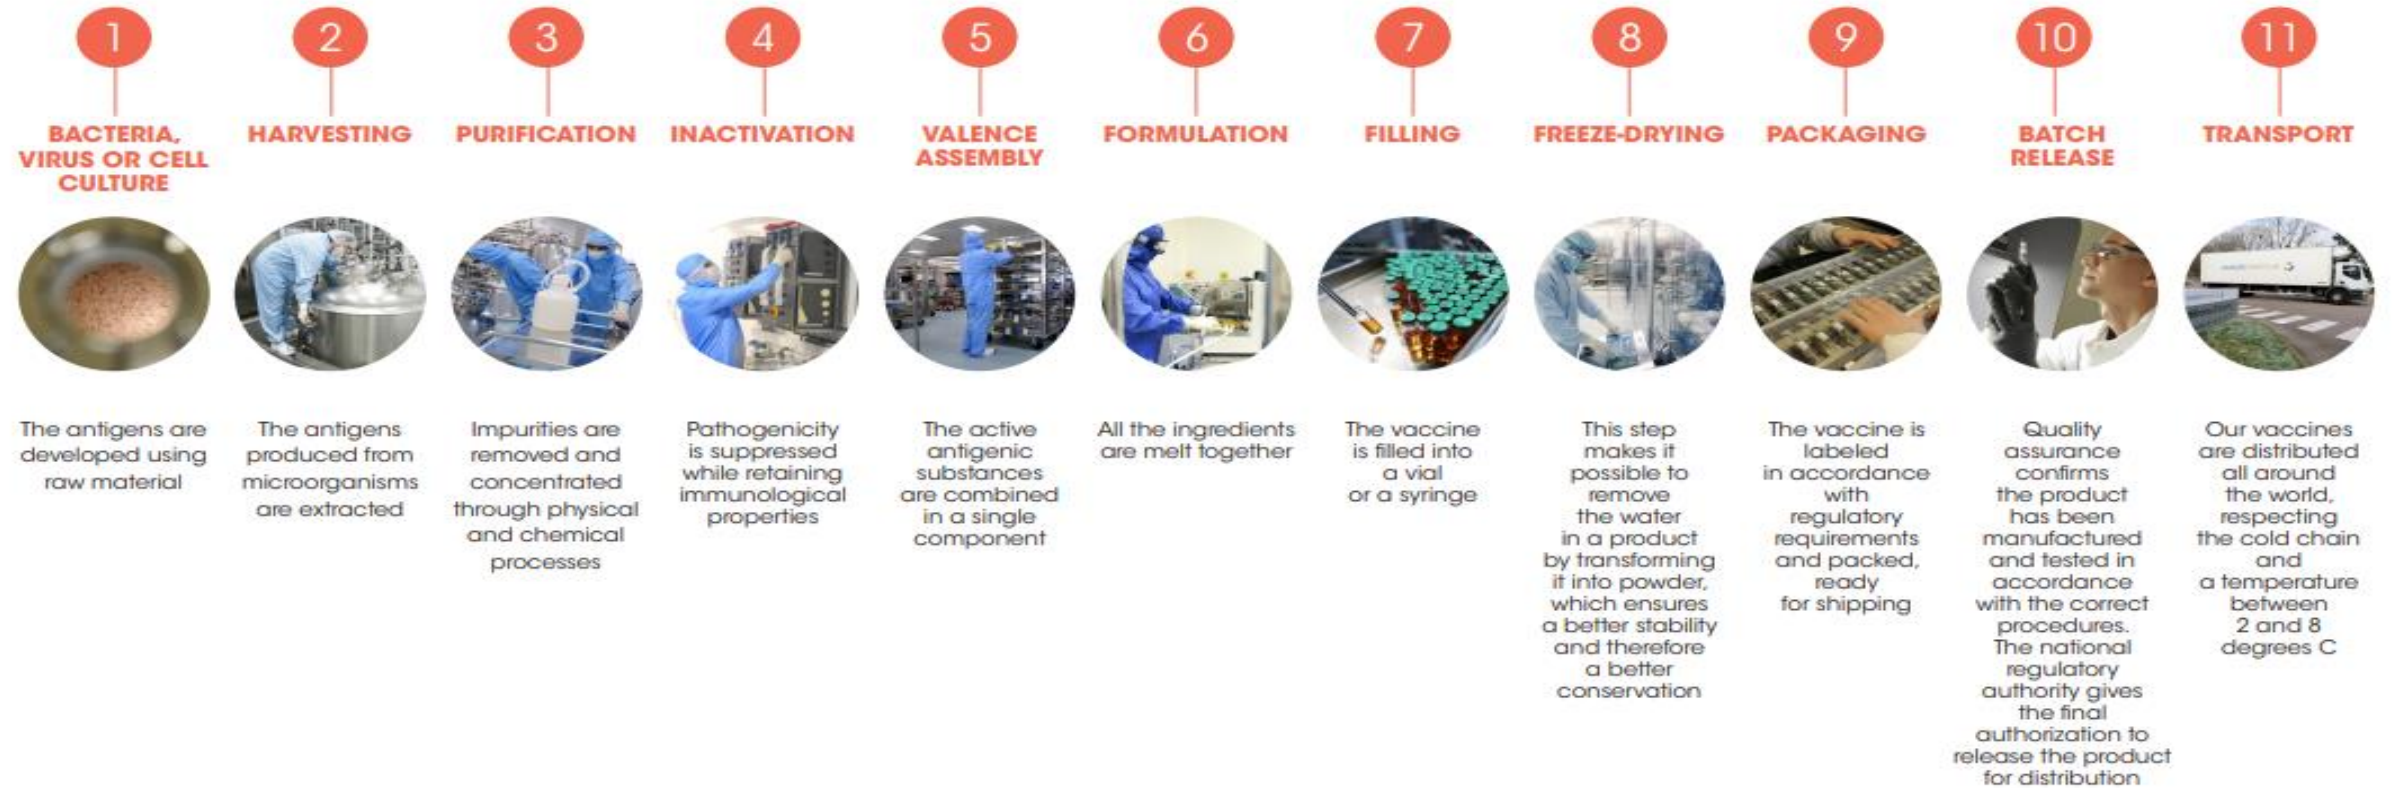 1
BACTERIA,
VIRUS OR CELL
CULTURE
The antigens are
developed using
raw material
2
HARVESTING
The antigens
produced from
microorganisms
are extracted
3
PURIFICATION
Impurities are
removed and
concentrated
through physical
and chemical
processes
4
INACTIVATION
Pathogenicity
is suppressed
while retaining
immunological
properties
5
VALENCE
ASSEMBLY
The active
antigenic
substances
are combined
in a single
component
6
FORMULATION
All the ingredients
are melt together
7
FILLING
The vaccine
is filled into
a vial
or a syringe
8
FREEZE-DRYING
This step
makes it
possible to
remove
the water
in a product
by transforming
it into powder,
which ensures
a better stability
and therefore
a better
conservation
9
PACKAGING
The vaccine is
labeled
in accordance
with
regulatory
requirements
and packed,
ready
for shipping
10
BATCH
RELEASE
Quality
assurance
confirms
the product
has been
manufactured
and tested in
accordance
with the correct
procedures.
The national
regulatory
authority gives
the final
authorization to
release the product
for distribution
11
TRANSPORT
Our vaccines
are distributed
all around
the world,
respecting
the cold chain
and
a temperature
between
2 and 8
degrees C